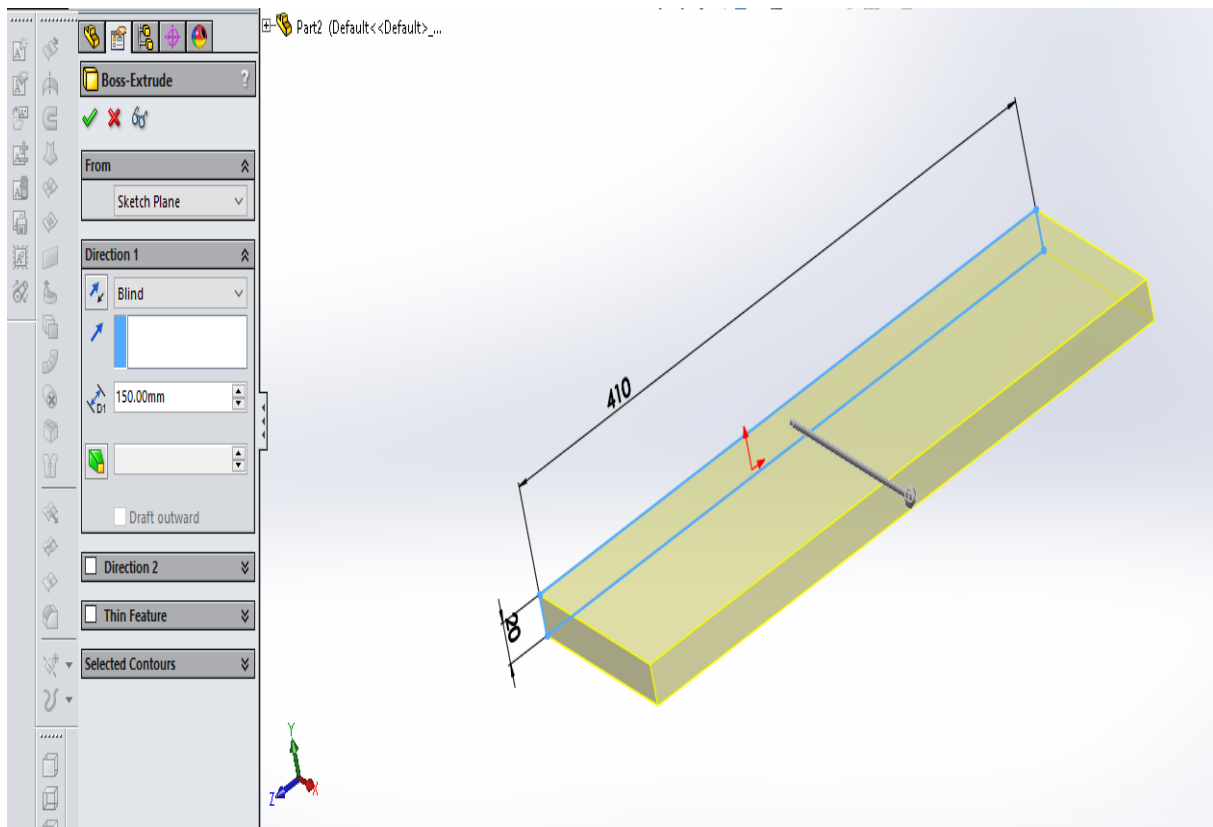 Part2 (Default<<Default>_...
Boss-Extrude
?
From
Sketch Plane
Direction 1
Blind
D1
150.00mm
Draft outward
Direction 2
Thin Feature
Selected Contours
410
20
Y
Z
X